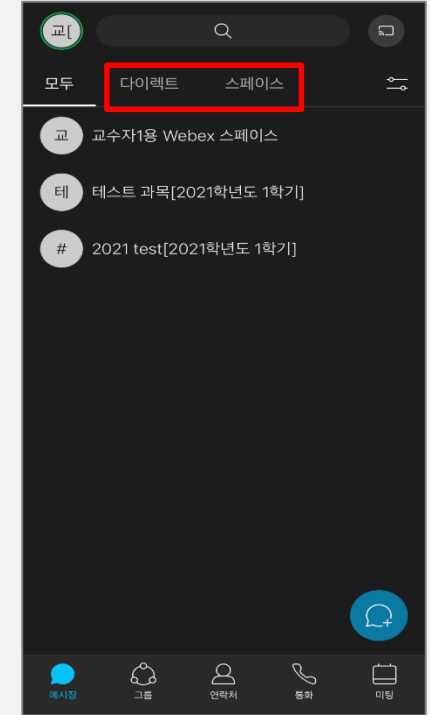 교[
모두 다이렉트 스페이스
교 교수자1용 Webex 스페이스
테 테스트 과목[2021학년도 1학기]
# 2021 test[2021학년도 1학기]
메시징 그룹 연락처 통화 미팅